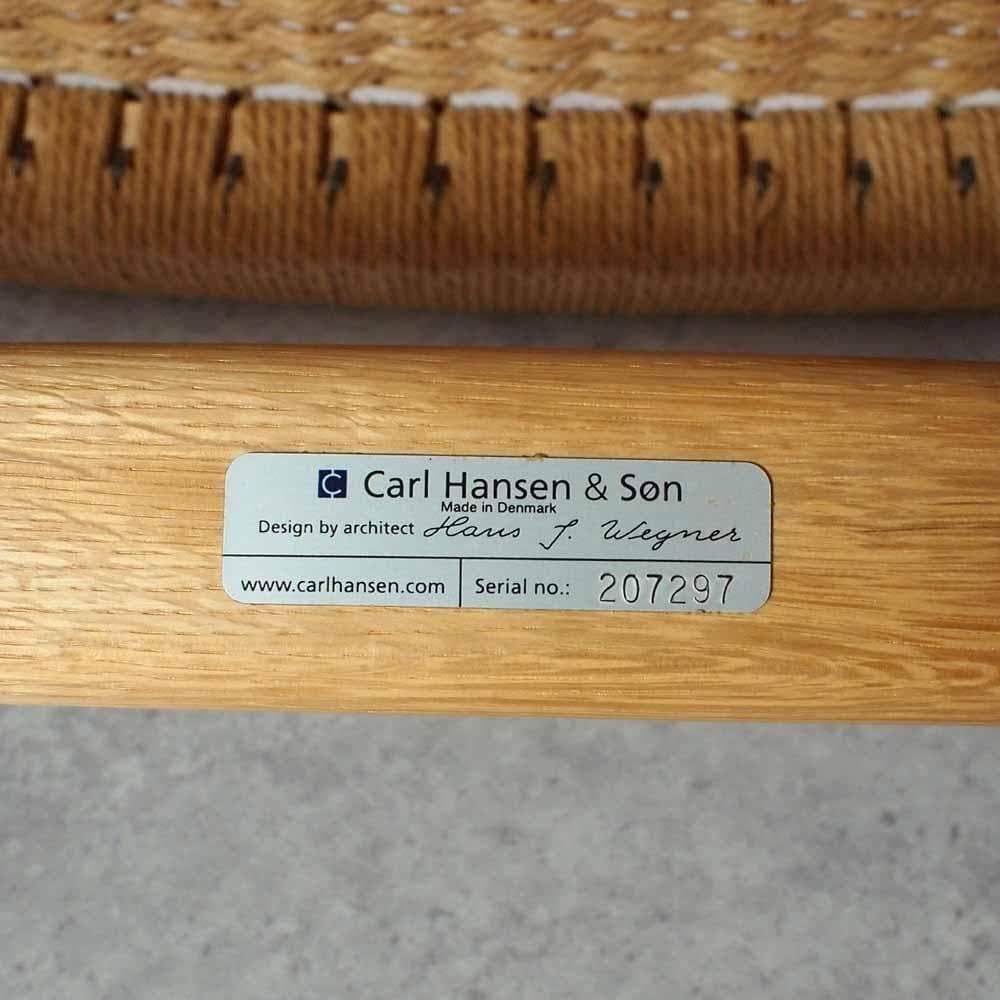 Carl Hansen & Søn
Made in Denmark
Design by architect Hans J. Wegner
www.carlhansen.com
Serial no.: 207297